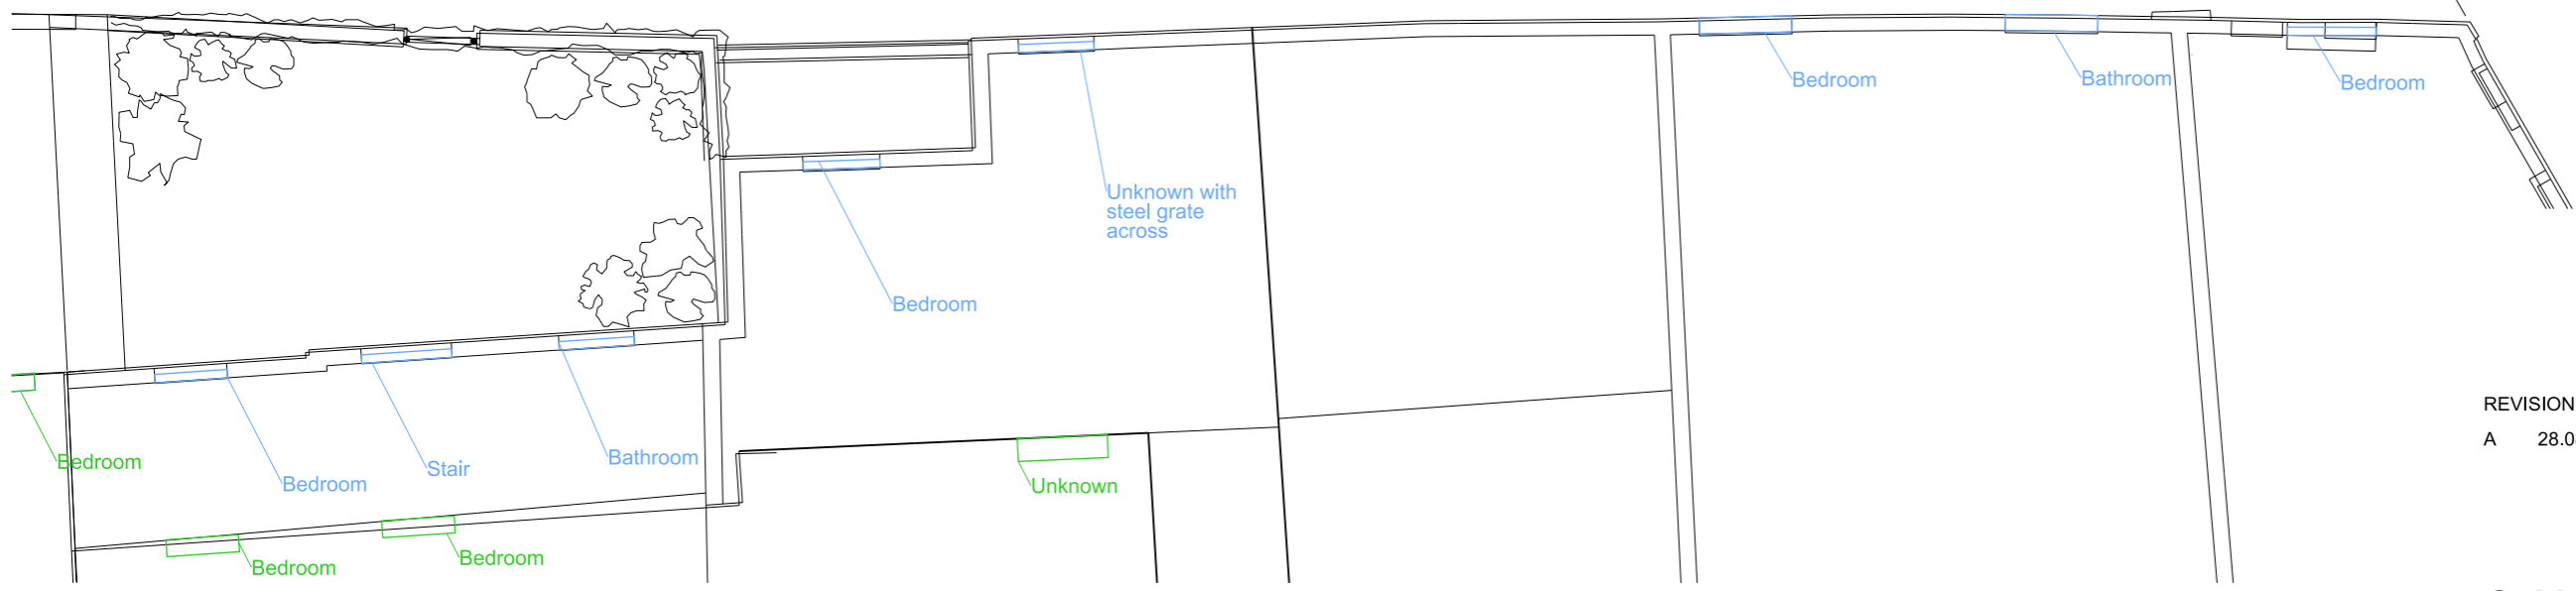 Bedroom
Bathroom
Bedroom
Unknown with
steel grate
across
Bedroom
REVISION
A 28.0
Bedroom
Bedroom
Stair
Bathroom
Unknown
Bedroom
Bedroom